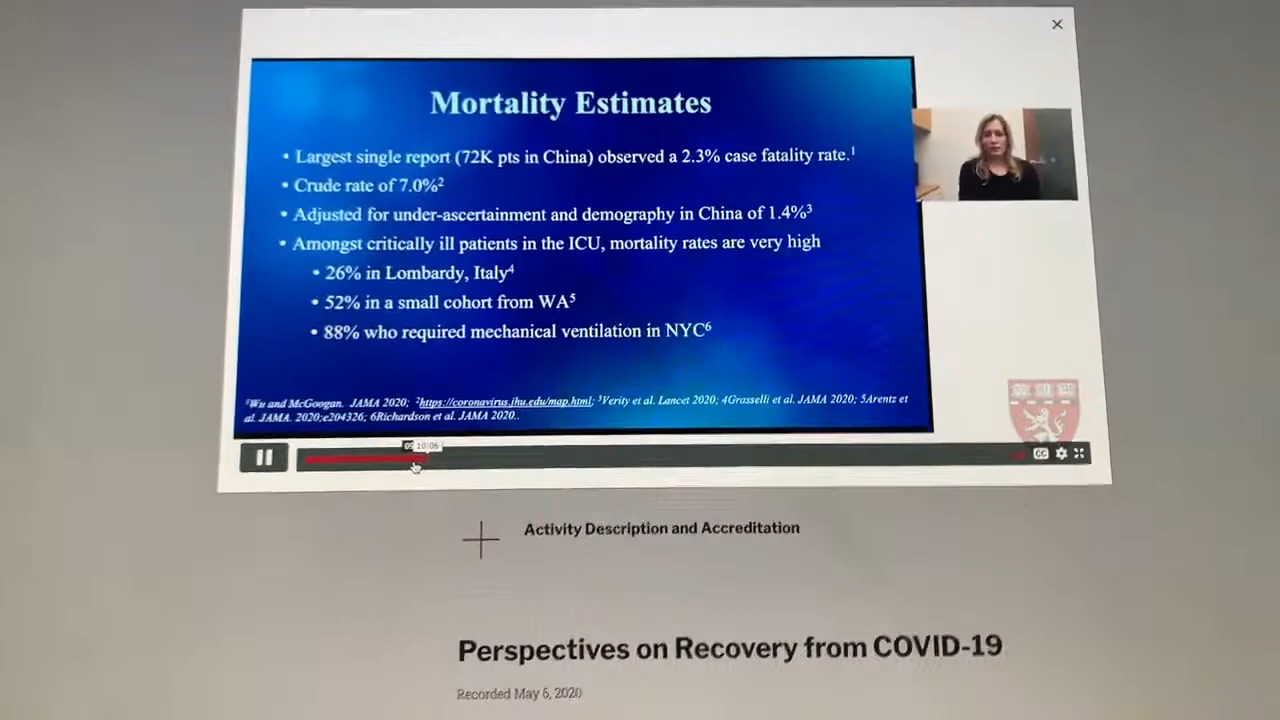 Mortality Estimates
• Largest single report (72K pts in China) observed a 2.3% case fatality rate.¹
• Crude rate of 7.0%²
• Adjusted for under-ascertainment and demography in China of 1.4%³
• Amongst critically ill patients in the ICU, mortality rates are very high
• 26% in Lombardy, Italy⁴
• 52% in a small cohort from WA⁵
• 88% who required mechanical ventilation in NYC⁶
¹Wu and McGoogan. JAMA 2020; ²https://coronavirus.jhu.edu/map.html; ³Verity et al. Lancet 2020; 4Grasselli et al. JAMA 2020; 5Arentz et
al. JAMA. 2020;e204326; 6Richardson et al. JAMA 2020..
10:06
CC
Activity Description and Accreditation
Perspectives on Recovery from COVID-19
Recorded May 6, 2020